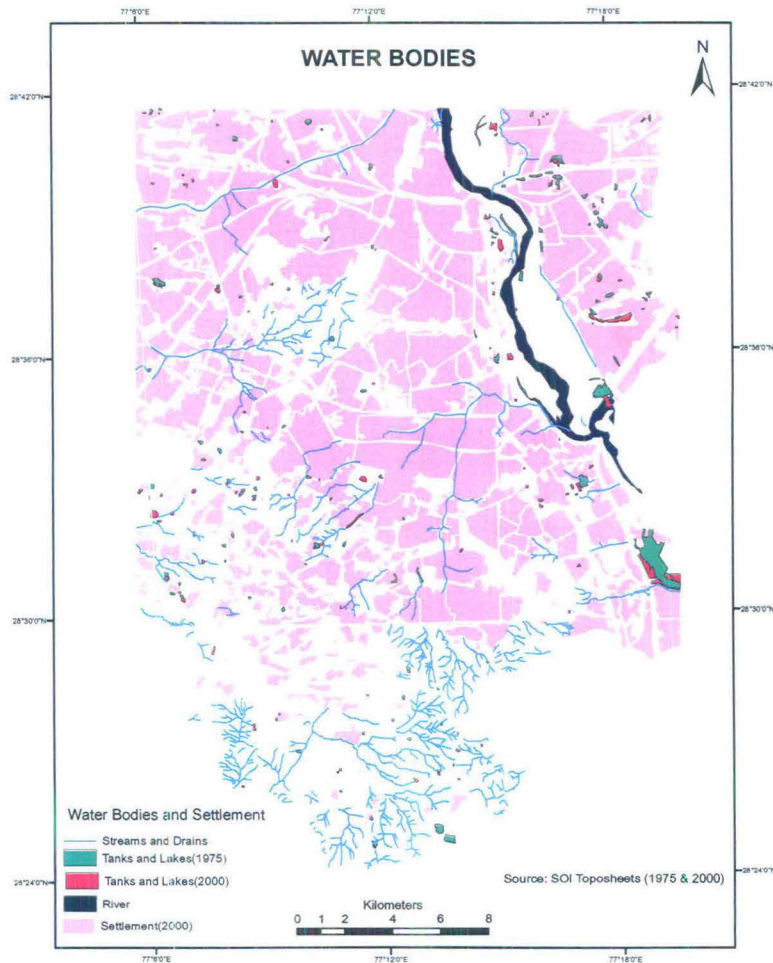 77°6'0"E 77°12'0"E 77°18'0"E
WATER BODIES
N
28°42'0"N 28°42'0"N
28°36'0"N 28°36'0"N
28°30'0"N 28°30'0"N
Water Bodies and Settlement
Streams and Drains
Tanks and Lakes(1975)
Tanks and Lakes(2000)
River
Settlement(2000)
Source: SOI Toposheets (1975 & 2000)
28°24'0"N 28°24'0"N
Kilometers
0 1 2 4 6 8
77°6'0"E 77°12'0"E 77°18'0"E